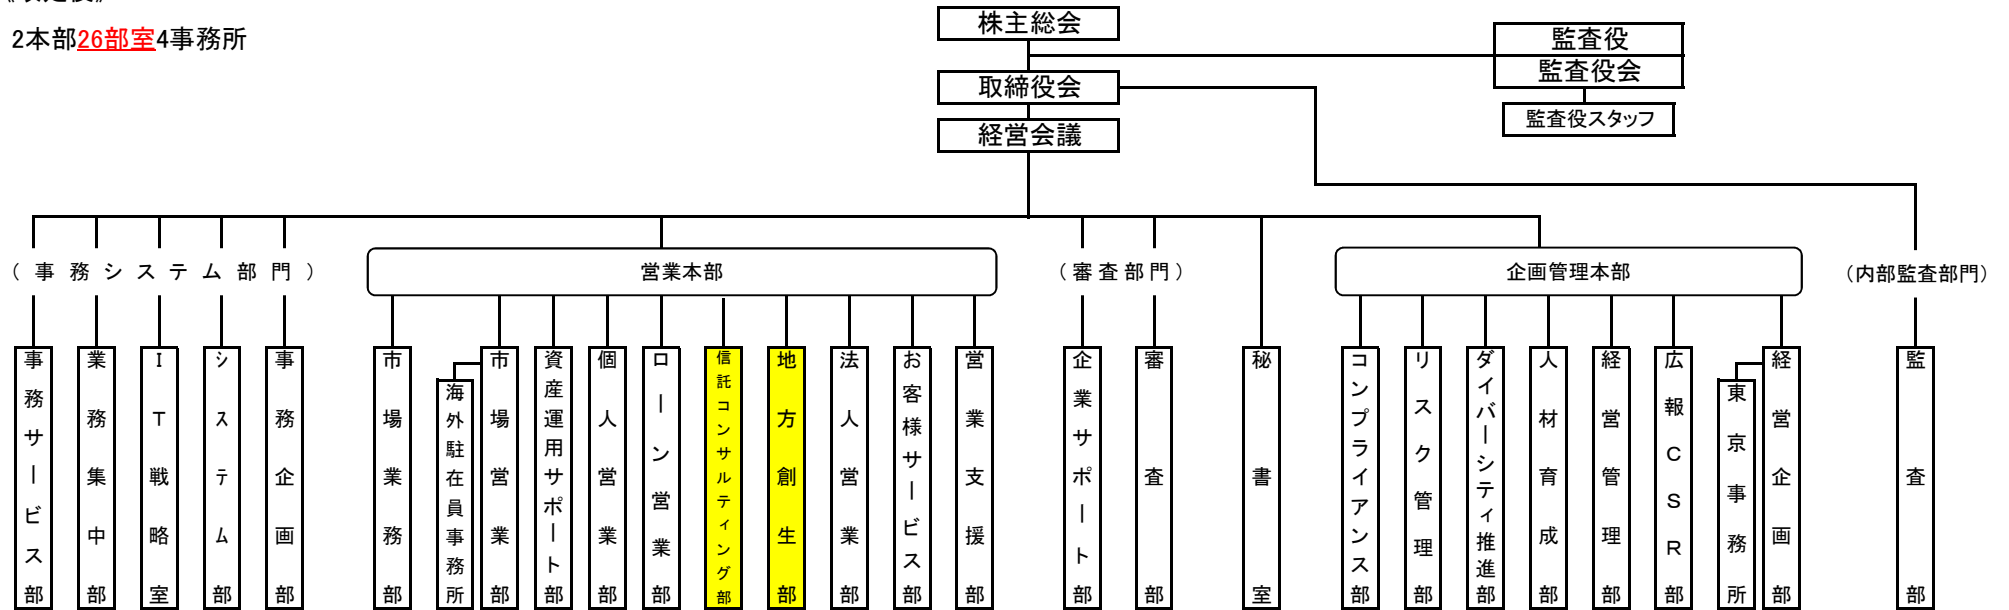 2本部26部室4事務所
株主総会
監査役
監査役会
監査役スタッフ
取締役会
経営会議
(事務システム部門)
営業本部
(審査部門)
企画管理本部
(内部監査部門)
事務サービス部
業務集中部
IT戦略室
システム部
事務企画部
市場業務部
海外駐在員事務所
市場営業部
資産運用サポート部
個人営業部
ローン営業部
信託コンサルティング部
地方創生部
法人営業部
お客様サービス部
営業支援部
企業サポート部
審査部
秘書室
コンプライアンス部
リスク管理部
ダイバーシティ推進部
人材育成部
経営管理部
広報CSR部
東京事務所
経営企画部
監査部